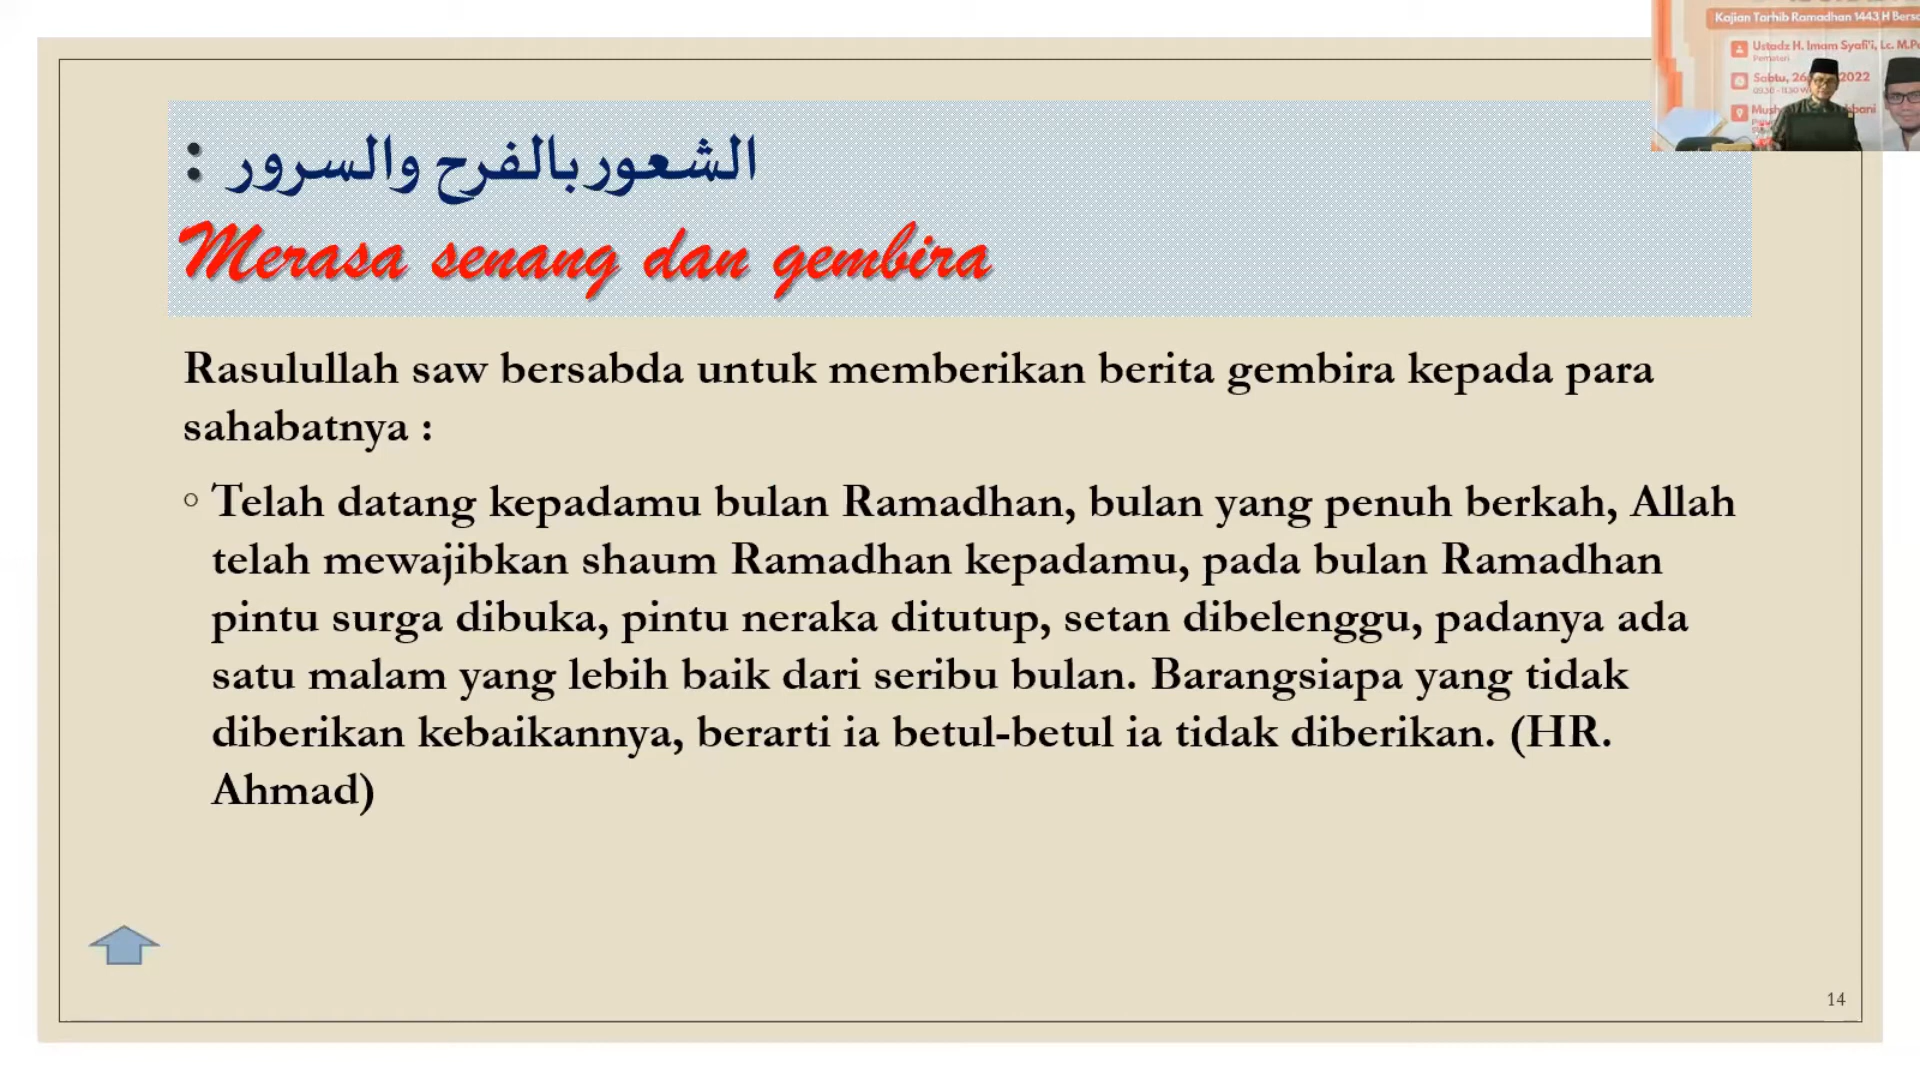 الشعور بالفرح والسرور :
Merasa senang dan gembira
Rasulullah saw bersabda untuk memberikan berita gembira kepada para
sahabatnya :
◦ Telah datang kepadamu bulan Ramadhan, bulan yang penuh berkah, Allah
telah mewajibkan shaum Ramadhan kepadamu, pada bulan Ramadhan
pintu surga dibuka, pintu neraka ditutup, setan dibelenggu, padanya ada
satu malam yang lebih baik dari seribu bulan. Barangsiapa yang tidak
diberikan kebaikannya, berarti ia betul-betul ia tidak diberikan. (HR.
Ahmad)
14
Kajian Tarhib Ramadhan 1443 H
Ustadz H. Imam Syafi'i, Lc.
Pemateri
Sabtu, 2022